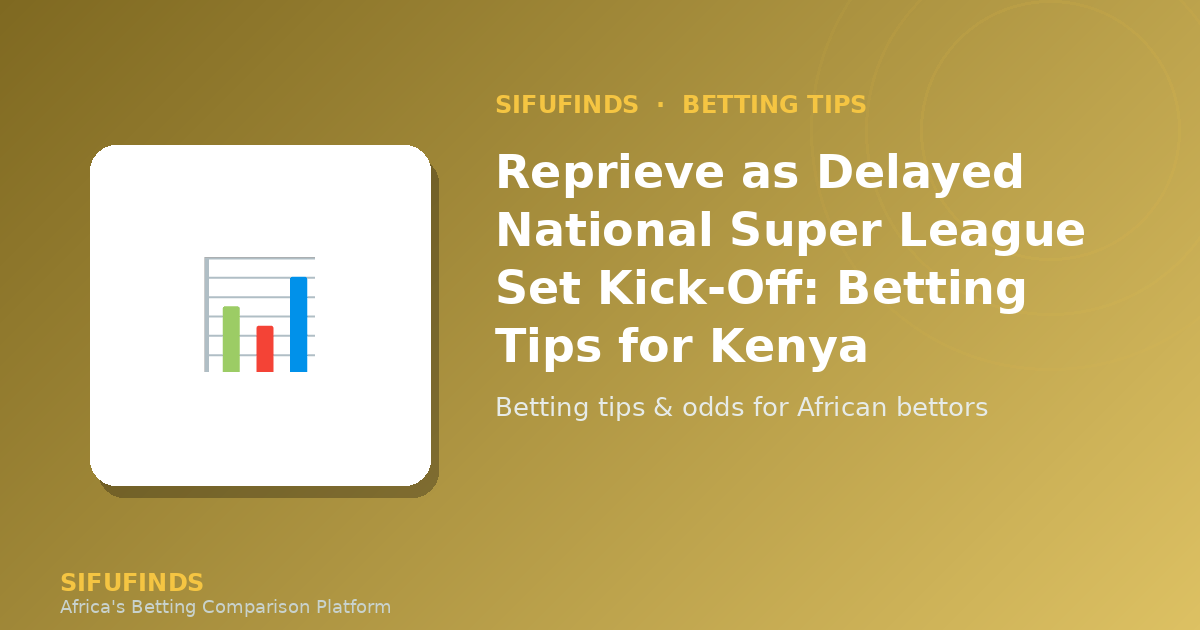 SIFUFINDS · BETTING TIPS
Reprieve as Delayed
National Super League
Set Kick-Off: Betting
Tips for Kenya
Betting tips & odds for African bettors
SIFUFINDS
Africa's Betting Comparison Platform